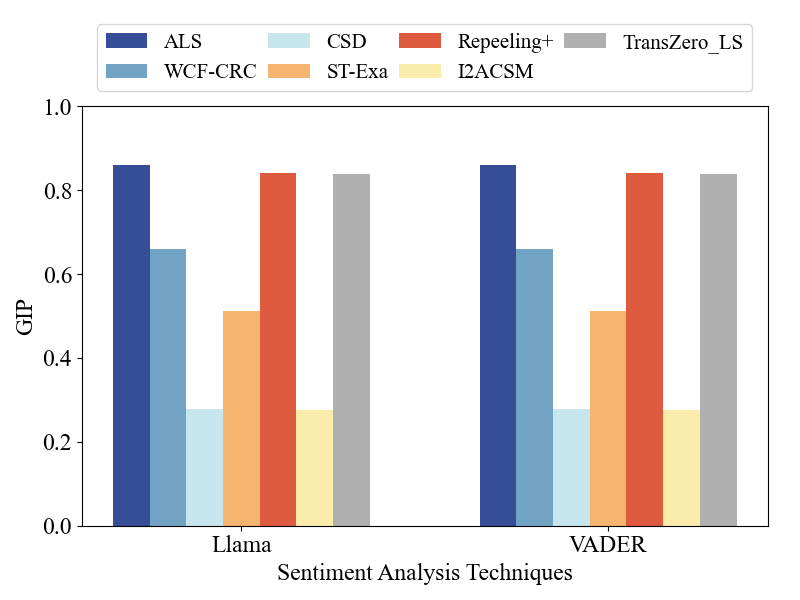 ALS CSD Repeeling+ TransZero_LS
WCF-CRC ST-Exa I2ACSM
1.0
0.8
0.6
0.4
0.2
0.0
GIP
Llama VADER
Sentiment Analysis Techniques